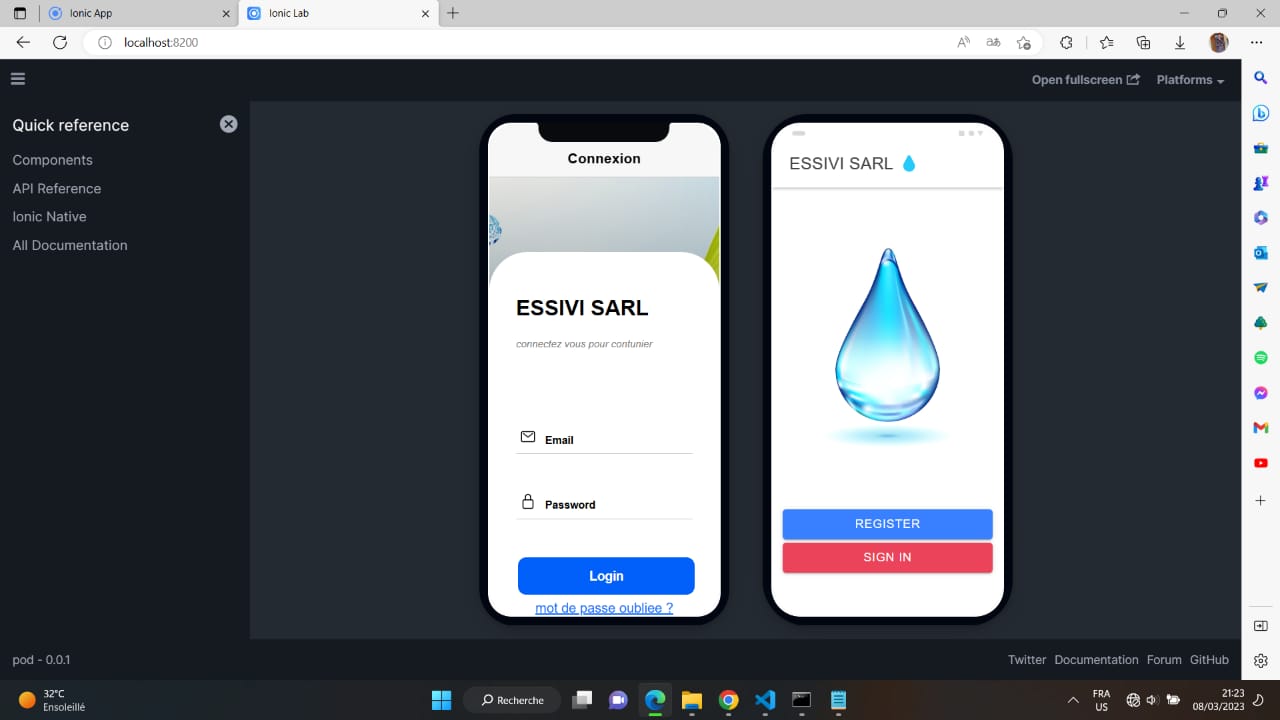 Ionic App
Ionic Lab
localhost:8200
Open fullscreen
Platforms
Quick reference
Components
API Reference
Ionic Native
All Documentation
Connexion
ESSIVI SARL
connectez vous pour contunier
Email
Password
Login
mot de passe oubliee ?
ESSIVI SARL
REGISTER
SIGN IN
pod - 0.0.1
Twitter Documentation Forum GitHub
32°C
Ensoleillé
Recherche
FRA
US
21:23
08/03/2023